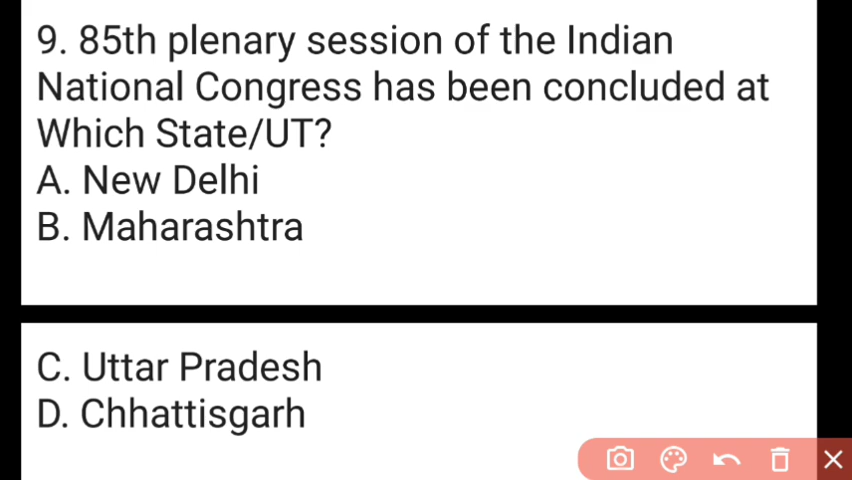 9. 85th plenary session of the Indian
National Congress has been concluded at
Which State/UT?
A. New Delhi
B. Maharashtra
C. Uttar Pradesh
D. Chhattisgarh